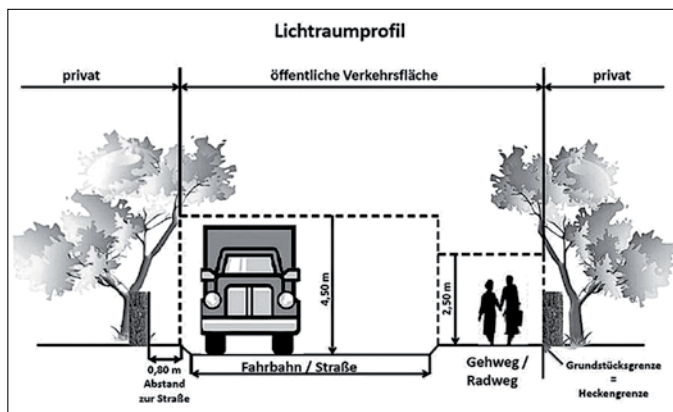 Lichtraumprofil
privat
öffentliche Verkehrsfläche
privat
4,50 m
2,50 m
0,80 m
Abstand
zur Straße
Fahrbahn / Straße
Gehweg /
Radweg
Grundstücksgrenze
=
Heckengrenze